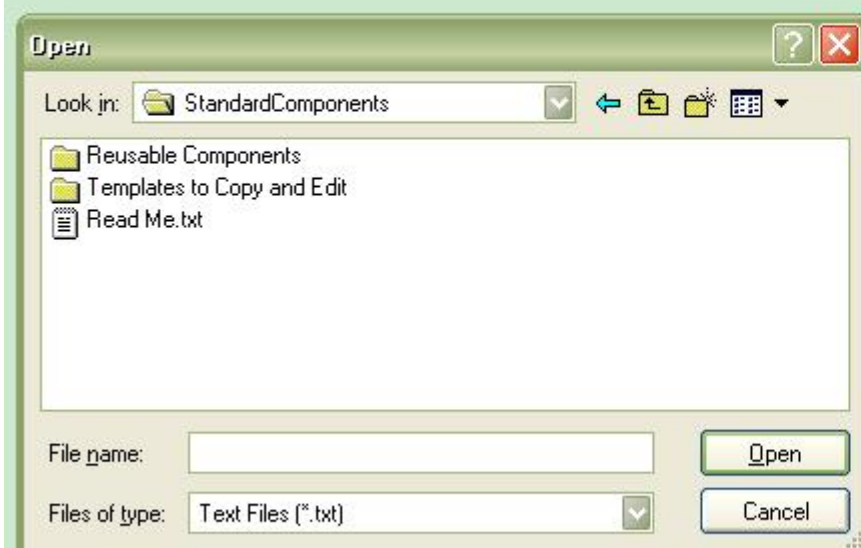 Open
Look in: StandardComponents
Reusable Components
Templates to Copy and Edit
Read Me.txt
File name: Open
Files of type: Text Files (*.txt) Cancel